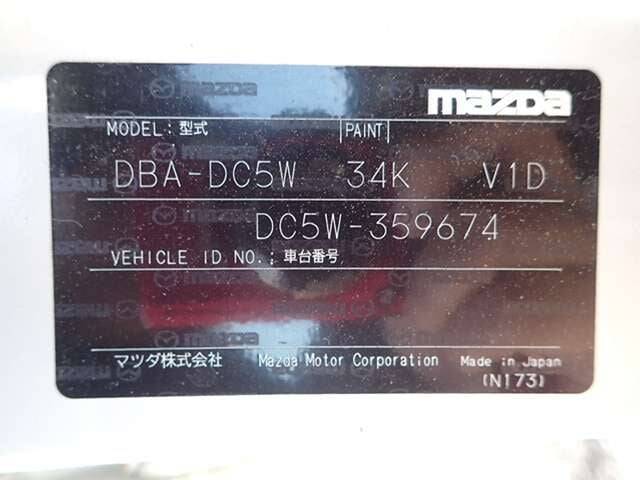 mazda
MODEL; 型式 PAINT
DBA-DC5W 34K V1D
DC5W-359674
VEHICLE ID NO.; 車台番号
マツダ株式会社 Mazda Motor Corporation Made in Japan
(N173)